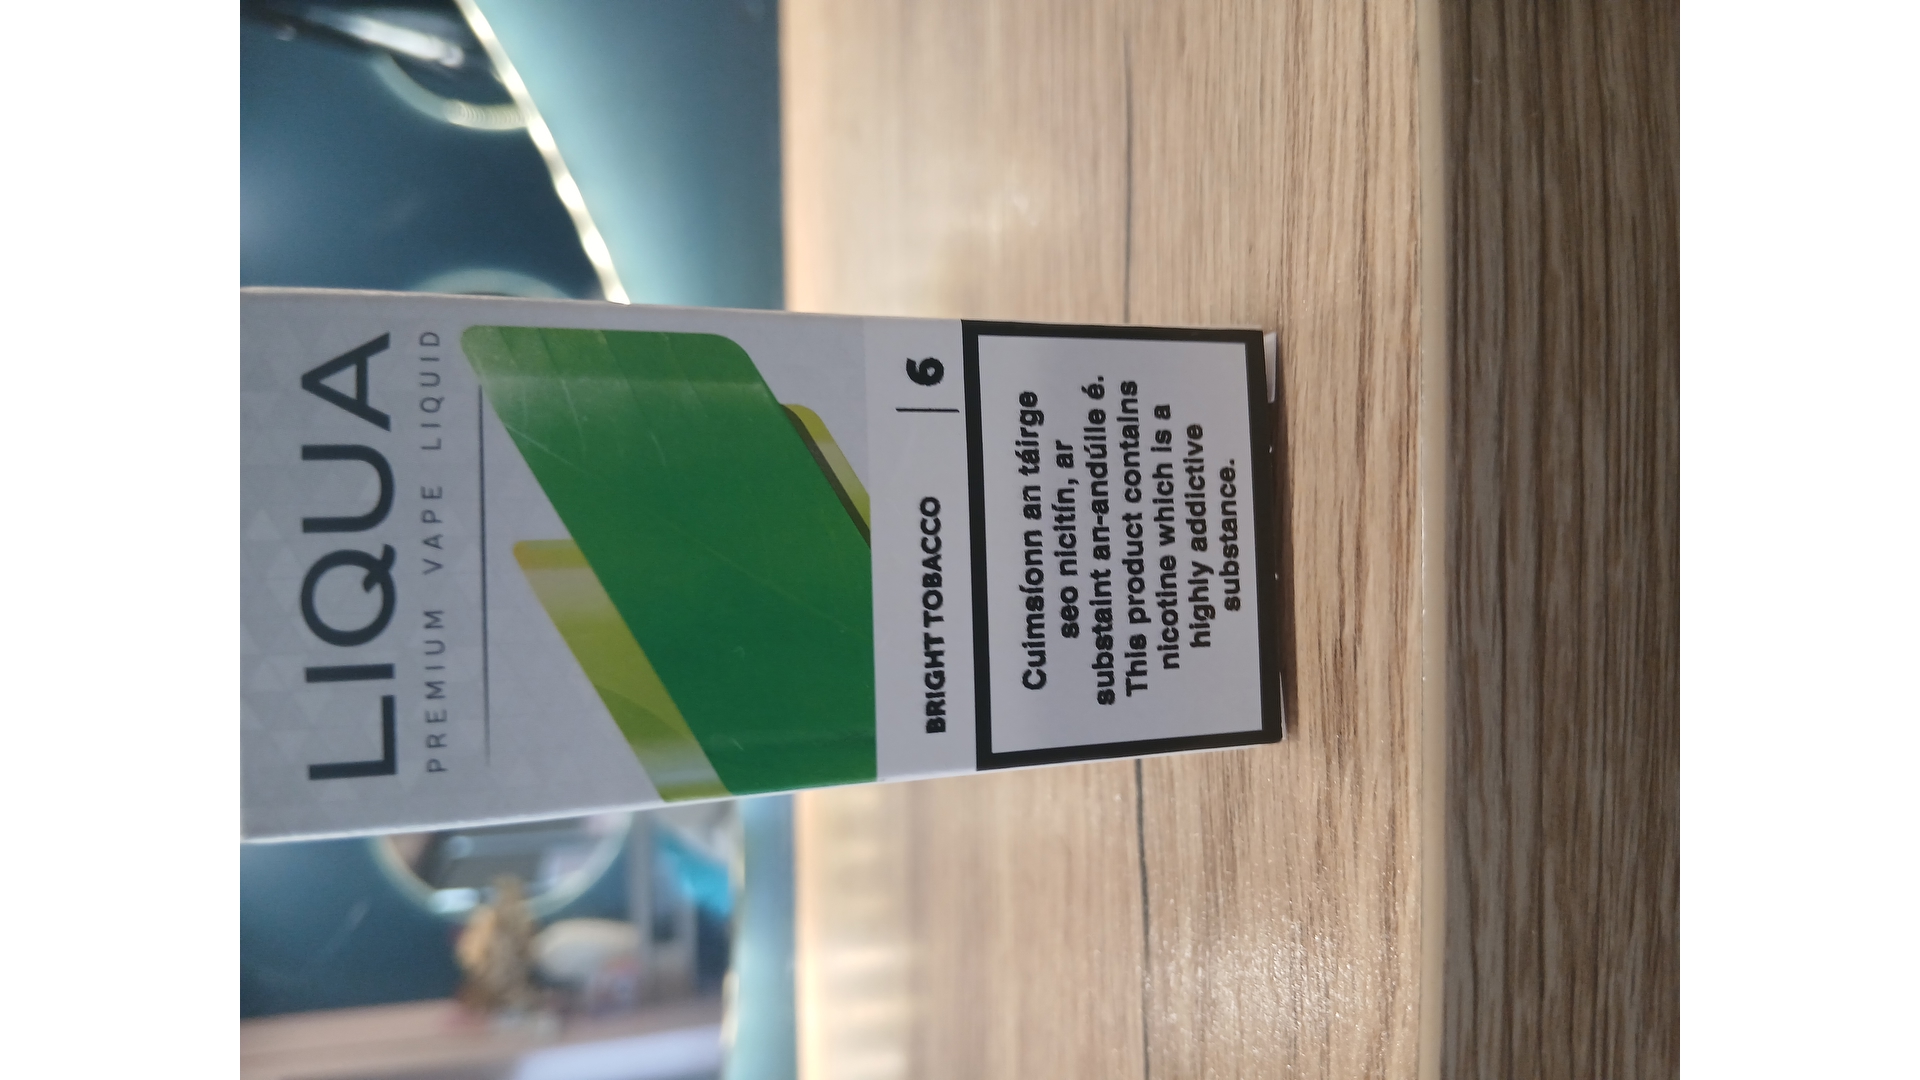 LIQUA
PREMIUM VAPE LIQUID
BRIGHT TOBACCO | 6
Cuimsíonn an táirge
seo nicitín, ar
substaint an-andúile é.
This product contains
nicotine which is a
highly addictive
substance.